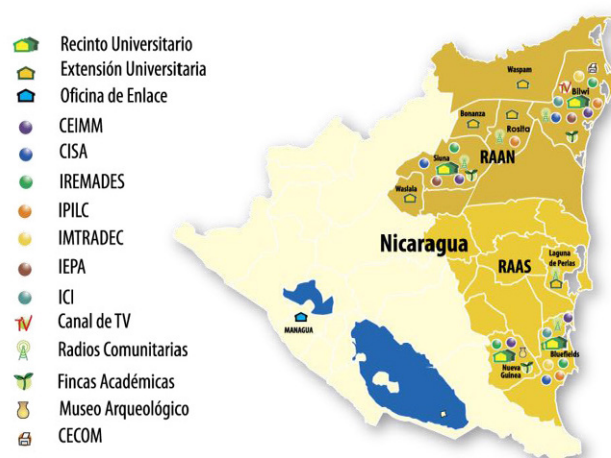 Recinto Universitario
Extensión Universitaria
Oficina de Enlace
CEIMM
CISA
IREMADES
IPILC
IMTRADEC
IEPA
ICI
TV Canal de TV
Radios Comunitarias
Fincas Académicas
Museo Arqueológico
CECOM
Waspam
TV
Bilwi
Bonanza
Rosita
Siuna
RAAN
Waslala
Nicaragua
RAAS
Laguna
de Perlas
MANAGUA
Bluefields
Nueva
Guinea